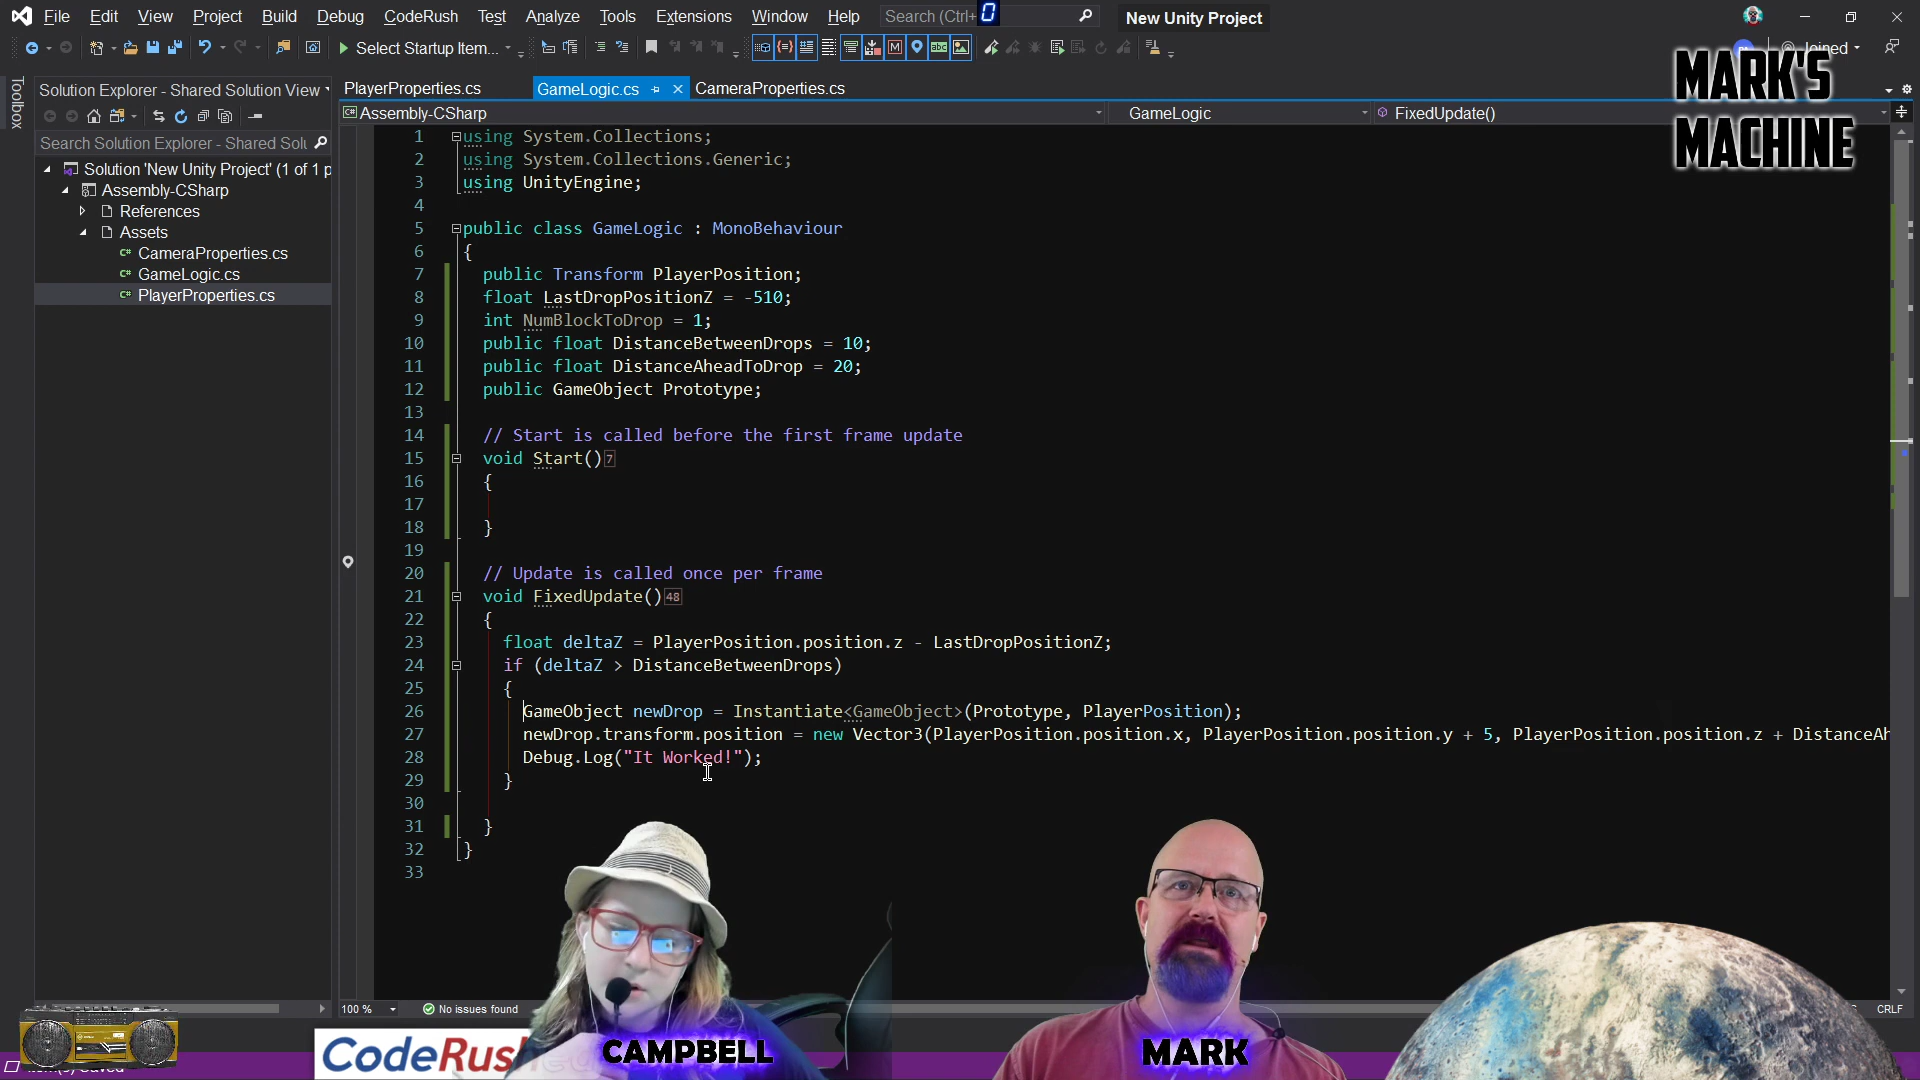 File Edit View Project Build Debug CodeRush Test Analyze Tools Extensions Window Help Search (Ctrl+ 0 New Unity Project
Select Startup Item... Joined
MARK'S
MACHINE
Toolbox
Solution Explorer - Shared Solution View
Search Solution Explorer - Shared Solu
Solution 'New Unity Project' (1 of 1 p
Assembly-CSharp
References
Assets
CameraProperties.cs
GameLogic.cs
PlayerProperties.cs
PlayerProperties.cs GameLogic.cs CameraProperties.cs
Assembly-CSharp GameLogic FixedUpdate()
1 using System.Collections;
2 using System.Collections.Generic;
3 using UnityEngine;
4
5 public class GameLogic : MonoBehaviour
6 {
7 public Transform PlayerPosition;
8 float LastDropPositionZ = -510;
9 int NumBlockToDrop = 1;
10 public float DistanceBetweenDrops = 10;
11 public float DistanceAheadToDrop = 20;
12 public GameObject Prototype;
13
14 // Start is called before the first frame update
15 void Start() 7
16 {
17
18 }
19
20 // Update is called once per frame
21 void FixedUpdate() 48
22 {
23 float deltaZ = PlayerPosition.position.z - LastDropPositionZ;
24 if (deltaZ > DistanceBetweenDrops)
25 {
26 GameObject newDrop = Instantiate<GameObject>(Prototype, PlayerPosition);
27 newDrop.transform.position = new Vector3(PlayerPosition.position.x, PlayerPosition.position.y + 5, PlayerPosition.position.z + DistanceAh
28 Debug.Log("It Worked!");
29 }
30
31 }
32 }
33
100 % No issues found CRLF
CodeRush
CAMPBELL
MARK